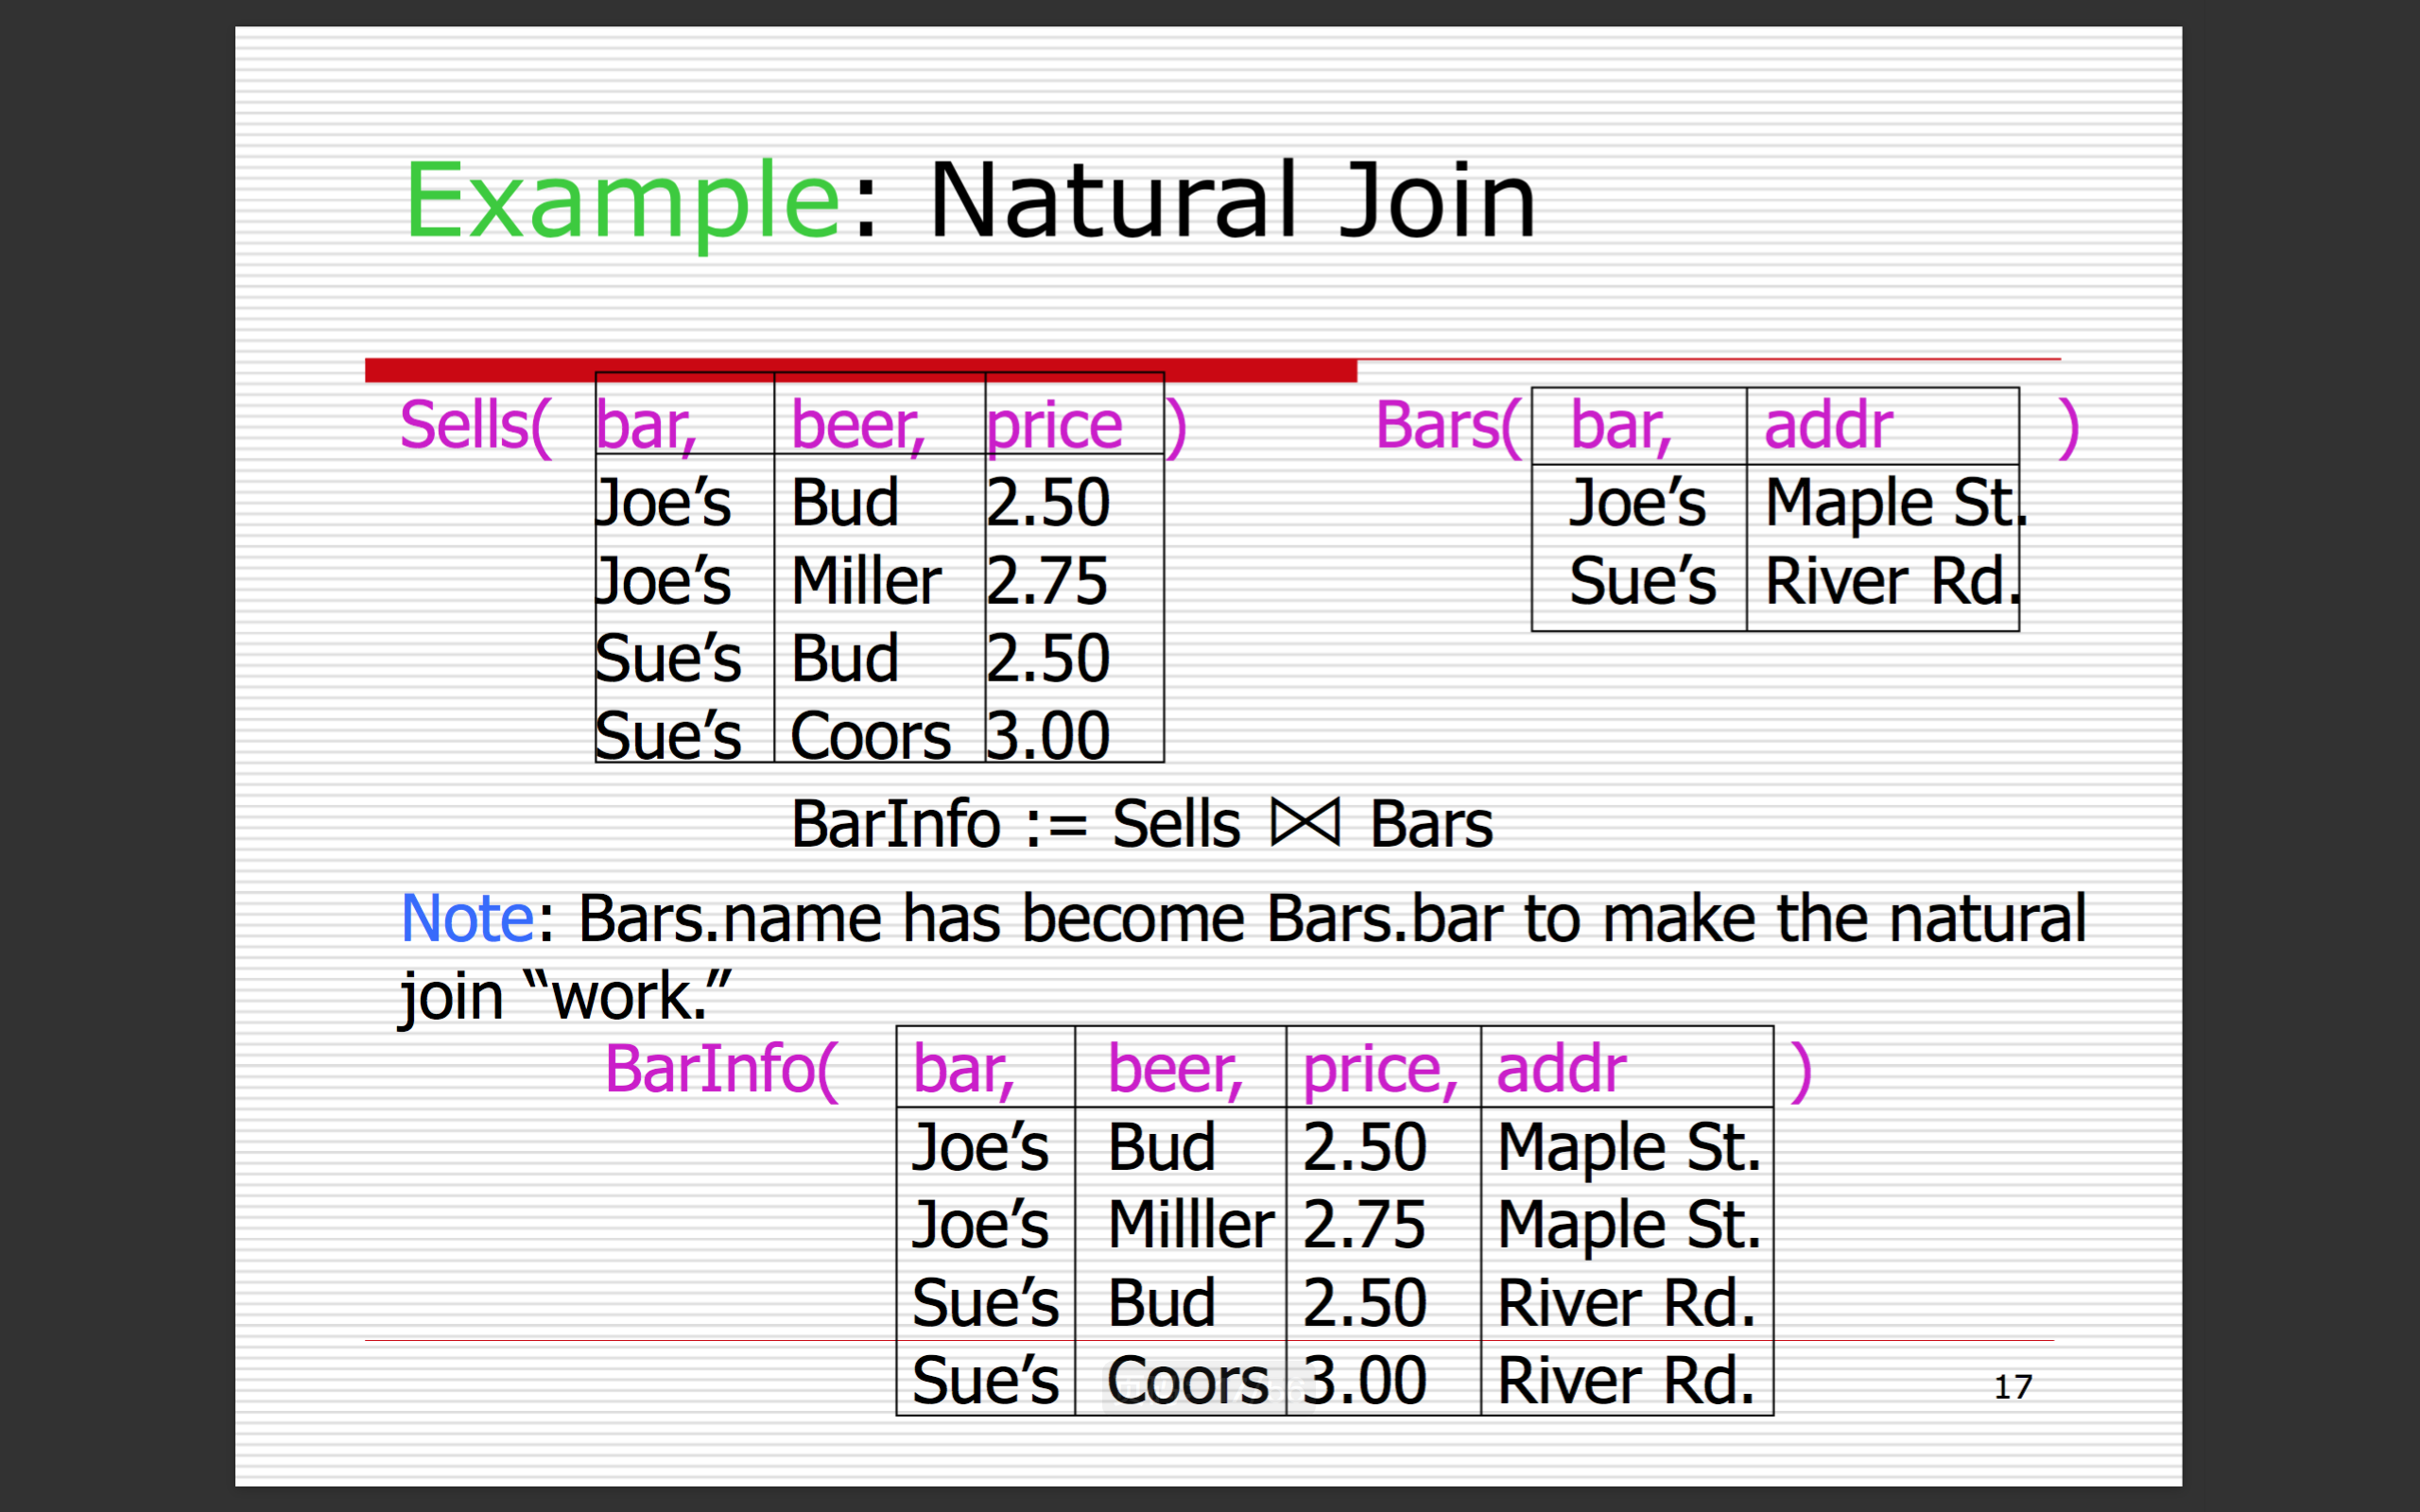 Example: Natural Join
Sells( bar, beer, price ) Bars( bar, addr )
Joe’s Bud 2.50 Joe’s Maple St.
Joe’s Miller 2.75 Sue’s River Rd.
Sue’s Bud 2.50
Sue’s Coors 3.00
BarInfo := Sells ⋈ Bars
Note: Bars.name has become Bars.bar to make the natural
join “work.”
BarInfo( bar, beer, price, addr )
Joe’s Bud 2.50 Maple St.
Joe’s Milller 2.75 Maple St.
Sue’s Bud 2.50 River Rd.
Sue’s Coors 3.00 River Rd.
17